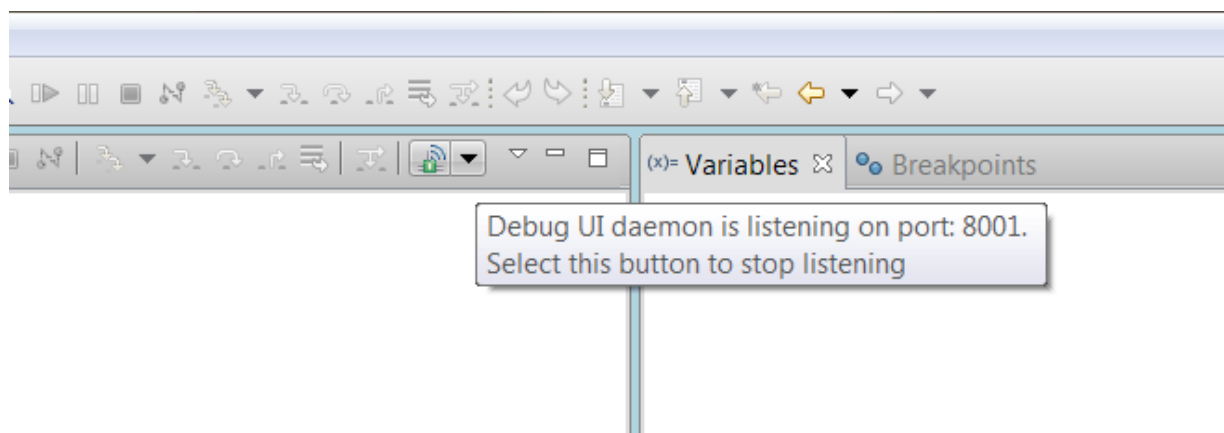 (x)= Variables
Breakpoints
Debug UI daemon is listening on port: 8001.
Select this button to stop listening